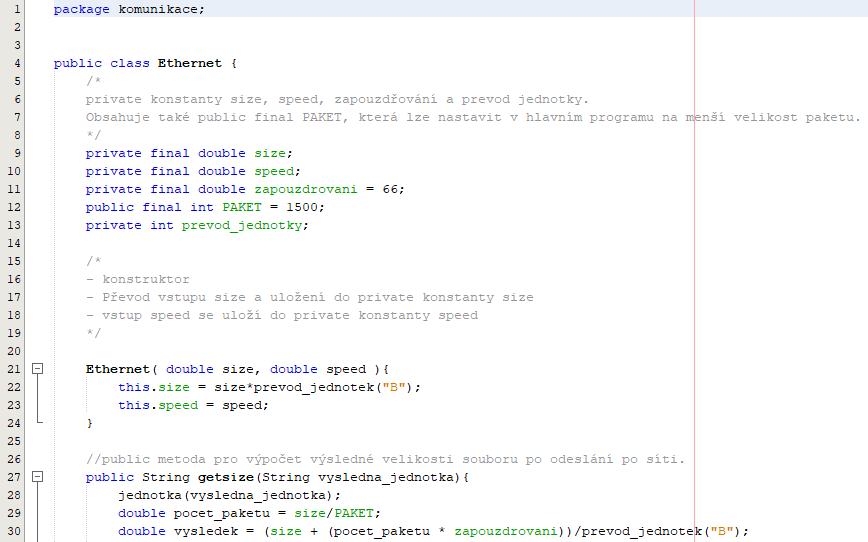 1 package komunikace;
2
3
4 public class Ethernet {
5 /*
6 private konstanty size, speed, zapouzdřování a prevod jednotky.
7 Obsahuje také public final PAKET, která lze nastavit v hlavním programu na menší velikost paketu.
8 */
9 private final double size;
10 private final double speed;
11 private final double zapouzdrovani = 66;
12 public final int PAKET = 1500;
13 private int prevod_jednotky;
14
15 /*
16 - konstruktor
17 - Převod vstupu size a uložení do private konstanty size
18 - vstup speed se uloží do private konstanty speed
19 */
20
21 Ethernet( double size, double speed ){
22 this.size = size*prevod_jednotek("B");
23 this.speed = speed;
24 }
25
26 //public metoda pro výpočet výsledné velikosti souboru po odeslání po síti.
27 public String getsize(String vysledna_jednotka){
28 jednotka(vysledna_jednotka);
29 double pocet_paketu = size/PAKET;
30 double vysledek = (size + (pocet_paketu * zapouzdrovani))/prevod_jednotek("B");